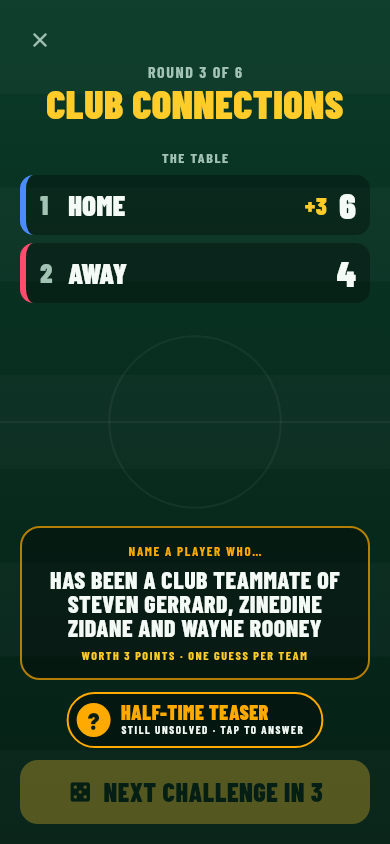 ROUND 3 OF 6
CLUB CONNECTIONS
THE TABLE
1 HOME +3 6
2 AWAY 4
NAME A PLAYER WHO...
HAS BEEN A CLUB TEAMMATE OF
STEVEN GERRARD, ZINEDINE
ZIDANE AND WAYNE ROONEY
WORTH 3 POINTS · ONE GUESS PER TEAM
? HALF-TIME TEASER
STILL UNSOLVED · TAP TO ANSWER
NEXT CHALLENGE IN 3